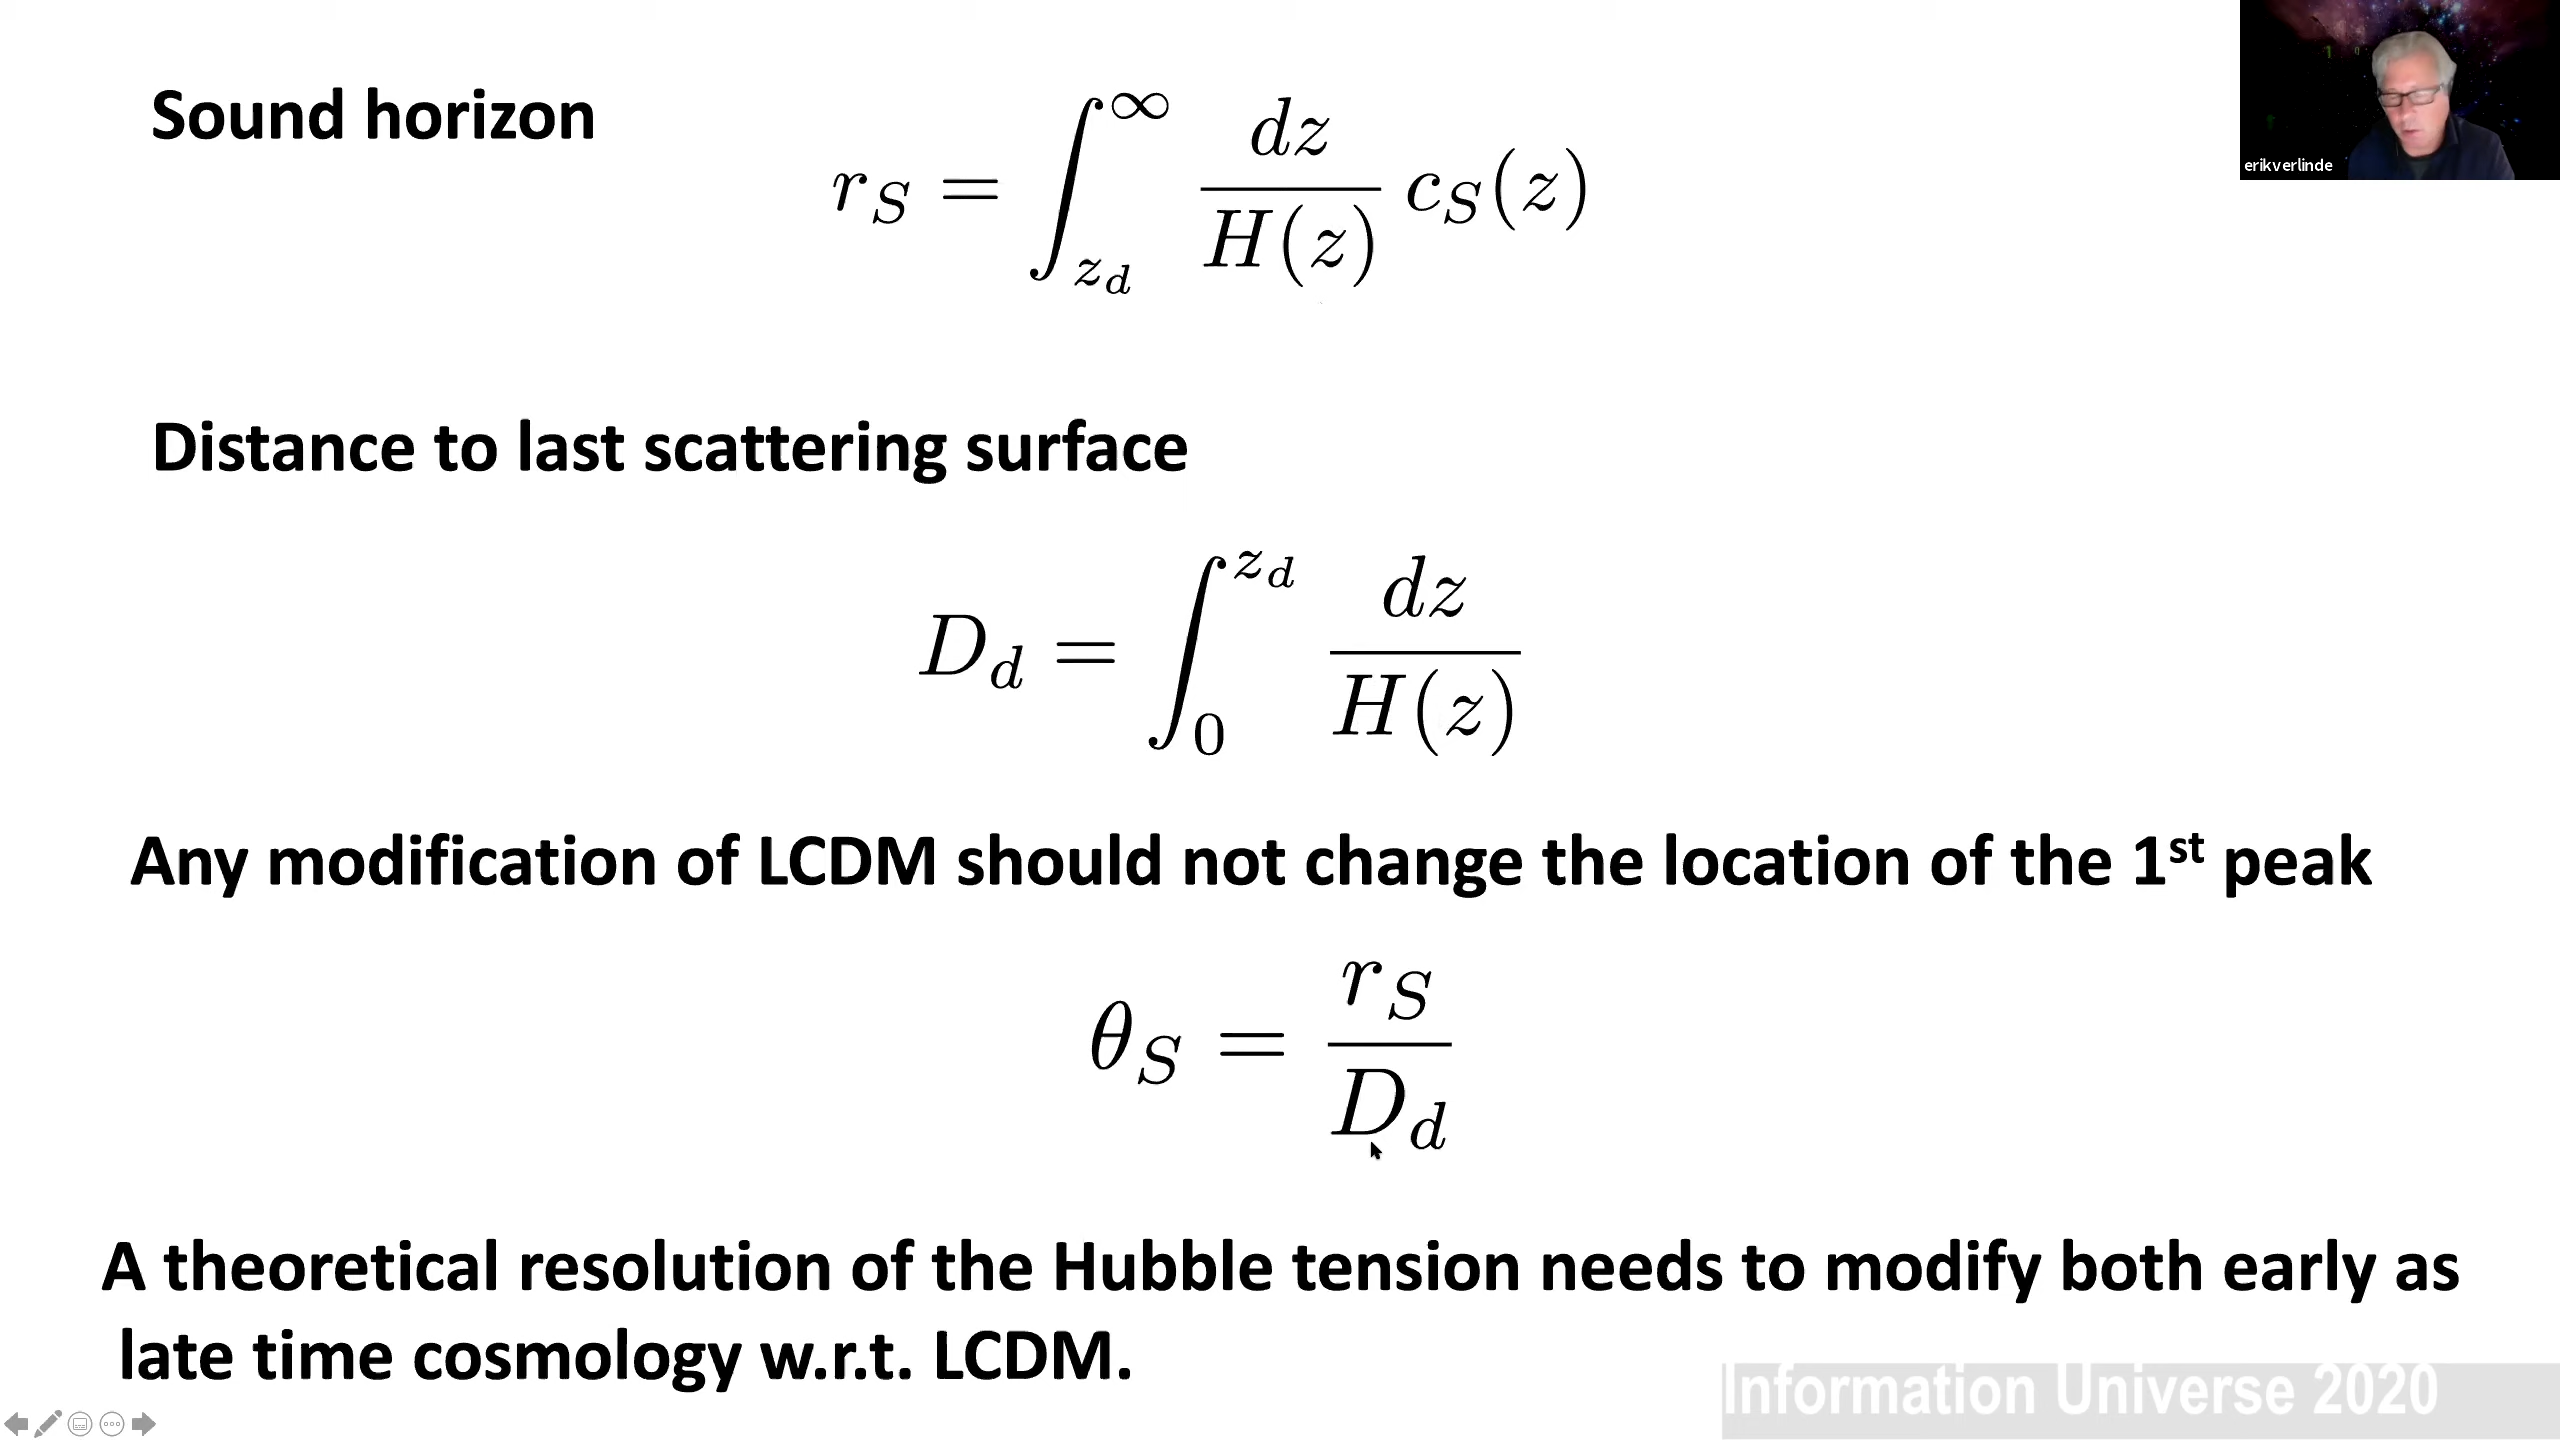 Sound horizon
r_S = ∫_{z_d}^{∞} dz/H(z) c_S(z)
erikverlinde
Distance to last scattering surface
D_d = ∫_{0}^{z_d} dz/H(z)
Any modification of LCDM should not change the location of the 1st peak
θ_S = r_S/D_d
A theoretical resolution of the Hubble tension needs to modify both early as
late time cosmology w.r.t. LCDM.
Information Universe 2020